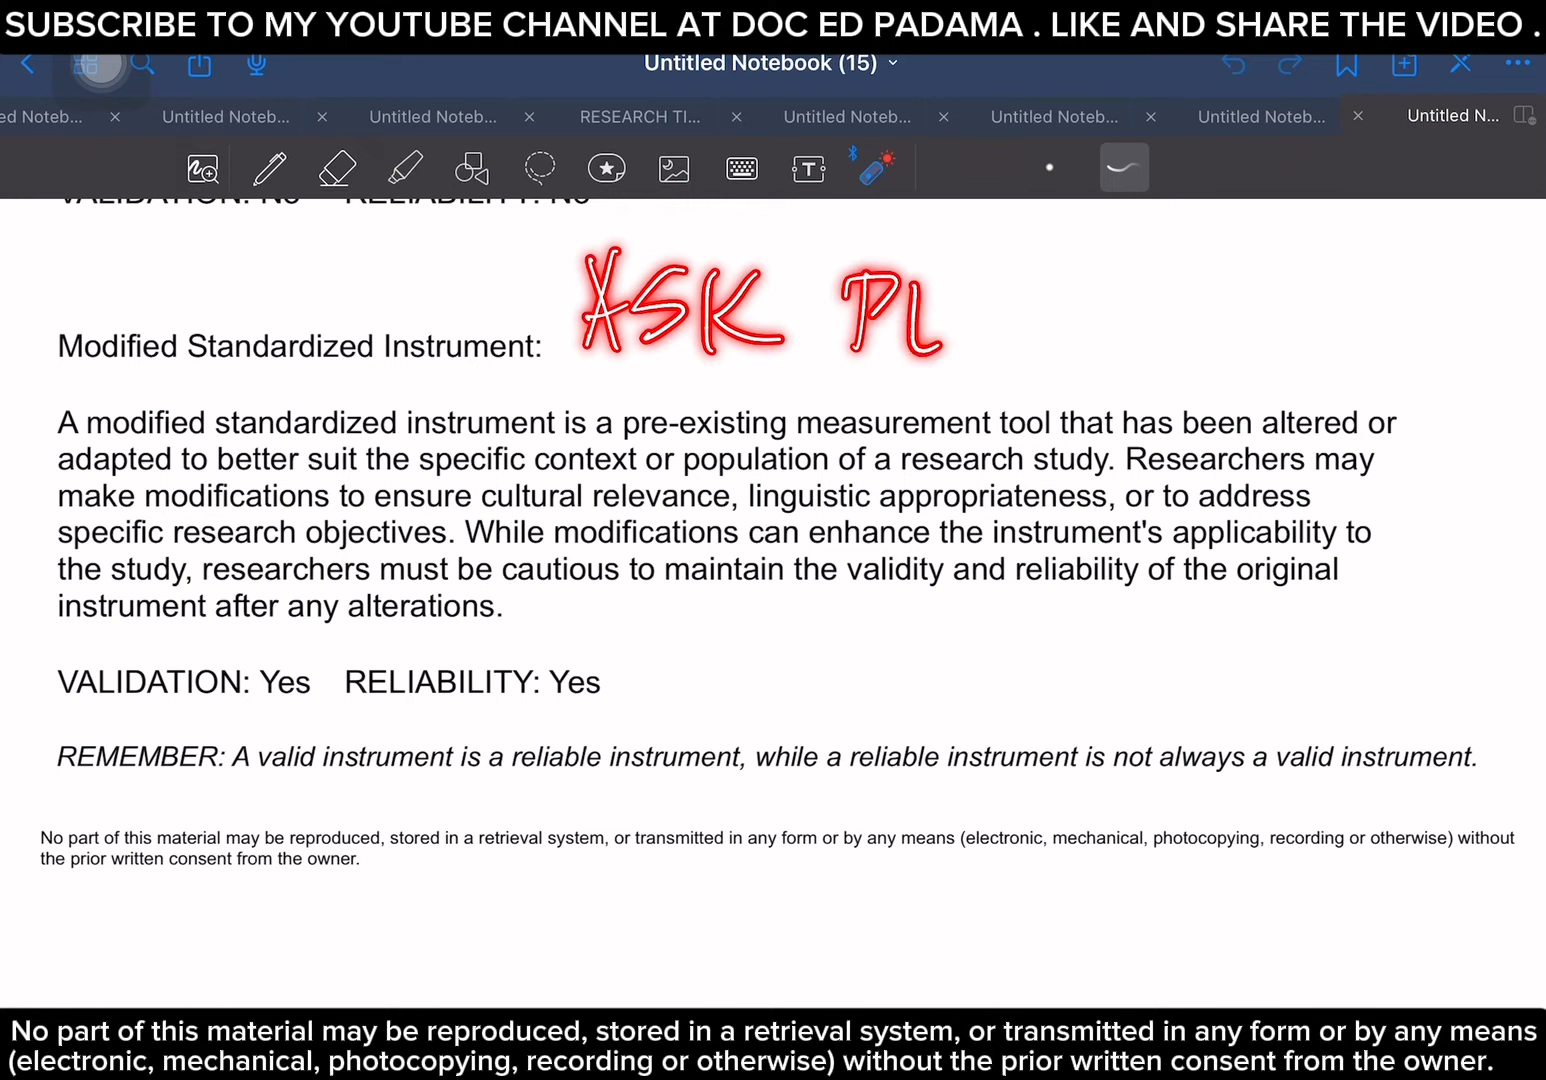 SUBSCRIBE TO MY YOUTUBE CHANNEL AT DOC ED PADAMA . LIKE AND SHARE THE VIDEO .
Untitled Notebook (15)
ed Noteb... Untitled Noteb... Untitled Noteb... RESEARCH TI... Untitled Noteb... Untitled Noteb... Untitled Noteb... Untitled N...
VALIDATION: No RELIABILITY: No
ASK PL
Modified Standardized Instrument:
A modified standardized instrument is a pre-existing measurement tool that has been altered or
adapted to better suit the specific context or population of a research study. Researchers may
make modifications to ensure cultural relevance, linguistic appropriateness, or to address
specific research objectives. While modifications can enhance the instrument's applicability to
the study, researchers must be cautious to maintain the validity and reliability of the original
instrument after any alterations.
VALIDATION: Yes RELIABILITY: Yes
REMEMBER: A valid instrument is a reliable instrument, while a reliable instrument is not always a valid instrument.
No part of this material may be reproduced, stored in a retrieval system, or transmitted in any form or by any means (electronic, mechanical, photocopying, recording or otherwise) without
the prior written consent from the owner.
No part of this material may be reproduced, stored in a retrieval system, or transmitted in any form or by any means
(electronic, mechanical, photocopying, recording or otherwise) without the prior written consent from the owner.